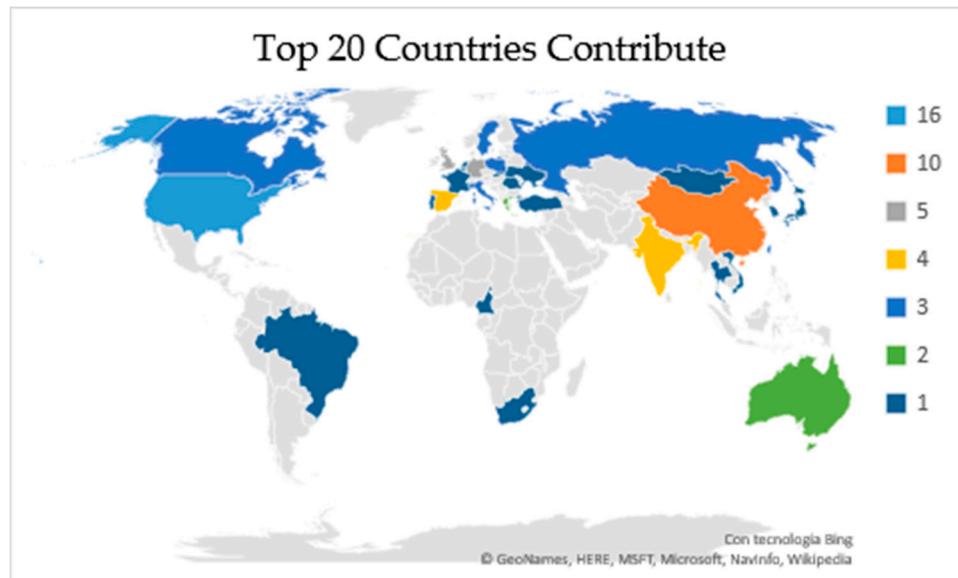 Top 20 Countries Contribute
16
10
5
4
3
2
1
Con tecnología Bing
© GeoNames, HERE, MSFT, Microsoft, NavInfo, Wikipedia